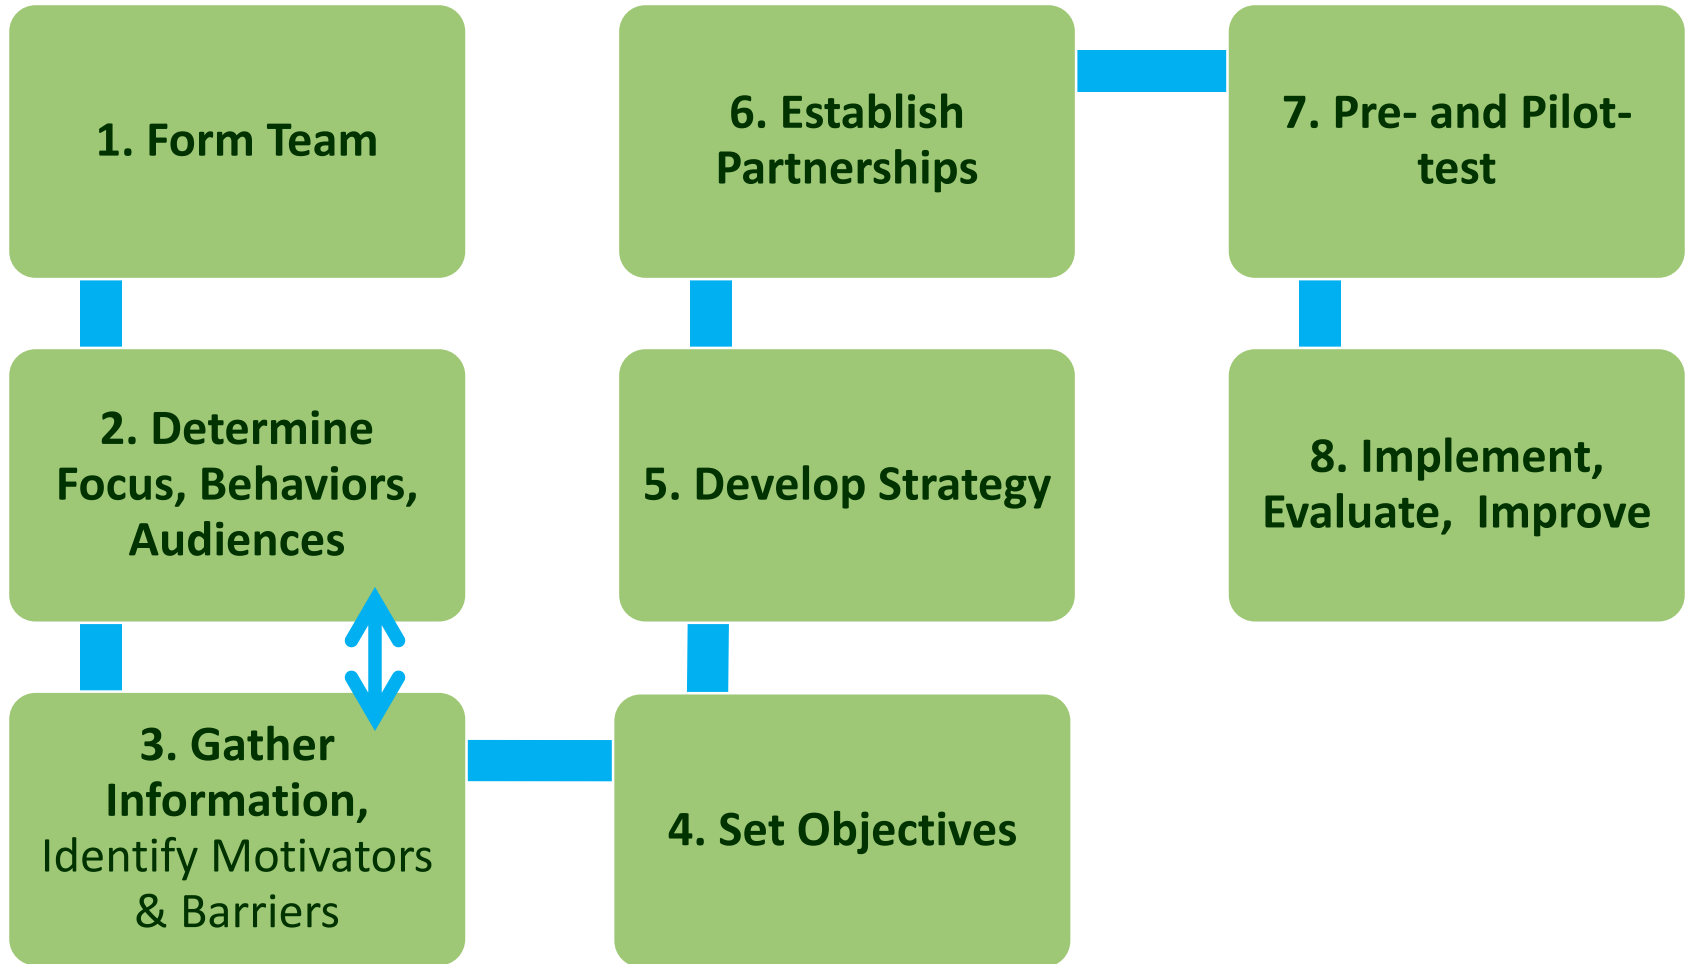 1. Form Team
2. Determine
Focus, Behaviors,
Audiences
3. Gather
Information,
Identify Motivators
& Barriers
4. Set Objectives
5. Develop Strategy
6. Establish
Partnerships
7. Pre- and Pilot-
test
8. Implement,
Evaluate,  Improve